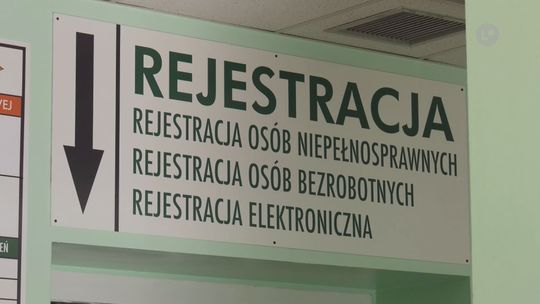 REJESTRACJA
REJESTRACJA OSÓB NIEPEŁNOSPRAWNYCH
REJESTRACJA OSÓB BEZROBOTNYCH
REJESTRACJA ELEKTRONICZNA